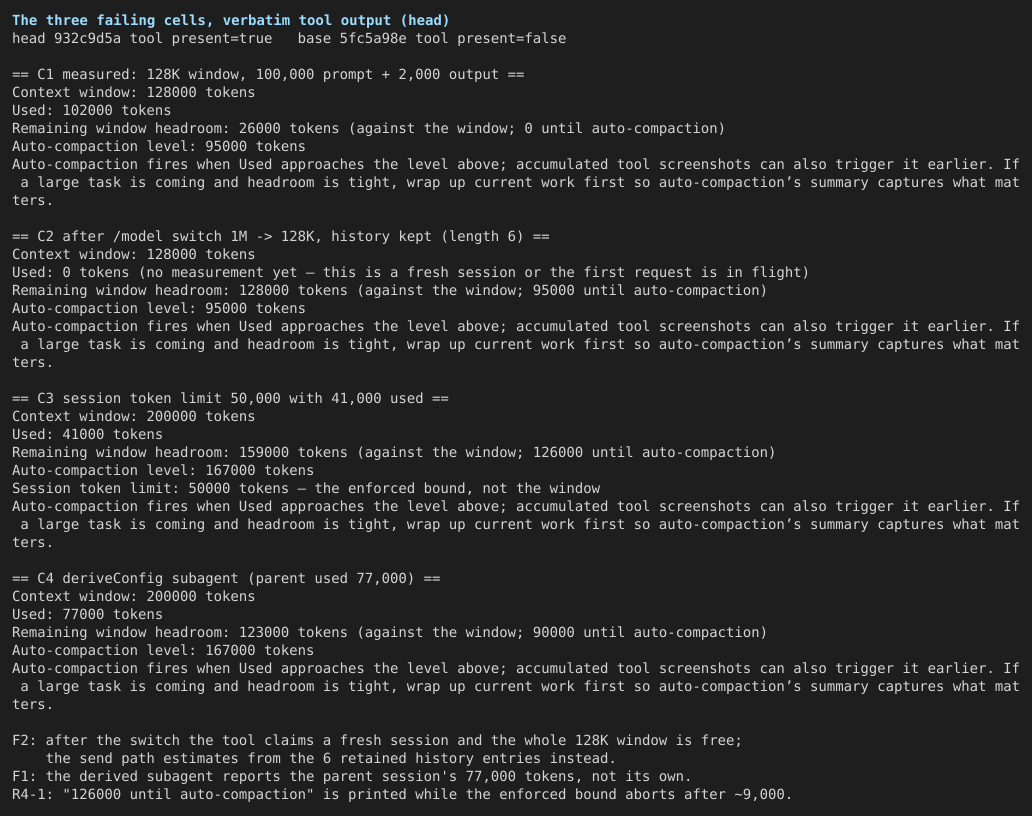 The three failing cells, verbatim tool output (head)
head 932c9d5a tool present=true   base 5fc5a98e tool present=false
== C1 measured: 128K window, 100,000 prompt + 2,000 output ==
Context window: 128000 tokens
Used: 102000 tokens
Remaining window headroom: 26000 tokens (against the window; 0 until auto-compaction)
Auto-compaction level: 95000 tokens
Auto-compaction fires when Used approaches the level above; accumulated tool screenshots can also trigger it earlier. If
 a large task is coming and headroom is tight, wrap up current work first so auto-compaction’s summary captures what mat
ters.
== C2 after /model switch 1M -> 128K, history kept (length 6) ==
Context window: 128000 tokens
Used: 0 tokens (no measurement yet — this is a fresh session or the first request is in flight)
Remaining window headroom: 128000 tokens (against the window; 95000 until auto-compaction)
Auto-compaction level: 95000 tokens
Auto-compaction fires when Used approaches the level above; accumulated tool screenshots can also trigger it earlier. If
 a large task is coming and headroom is tight, wrap up current work first so auto-compaction’s summary captures what mat
ters.
== C3 session token limit 50,000 with 41,000 used ==
Context window: 200000 tokens
Used: 41000 tokens
Remaining window headroom: 159000 tokens (against the window; 126000 until auto-compaction)
Auto-compaction level: 167000 tokens
Session token limit: 50000 tokens — the enforced bound, not the window
Auto-compaction fires when Used approaches the level above; accumulated tool screenshots can also trigger it earlier. If
 a large task is coming and headroom is tight, wrap up current work first so auto-compaction’s summary captures what mat
ters.
== C4 deriveConfig subagent (parent used 77,000) ==
Context window: 200000 tokens
Used: 77000 tokens
Remaining window headroom: 123000 tokens (against the window; 90000 until auto-compaction)
Auto-compaction level: 167000 tokens
Auto-compaction fires when Used approaches the level above; accumulated tool screenshots can also trigger it earlier. If
 a large task is coming and headroom is tight, wrap up current work first so auto-compaction’s summary captures what mat
ters.
F2: after the switch the tool claims a fresh session and the whole 128K window is free;
    the send path estimates from the 6 retained history entries instead.
F1: the derived subagent reports the parent session's 77,000 tokens, not its own.
R4-1: "126000 until auto-compaction" is printed while the enforced bound aborts after ~9,000.